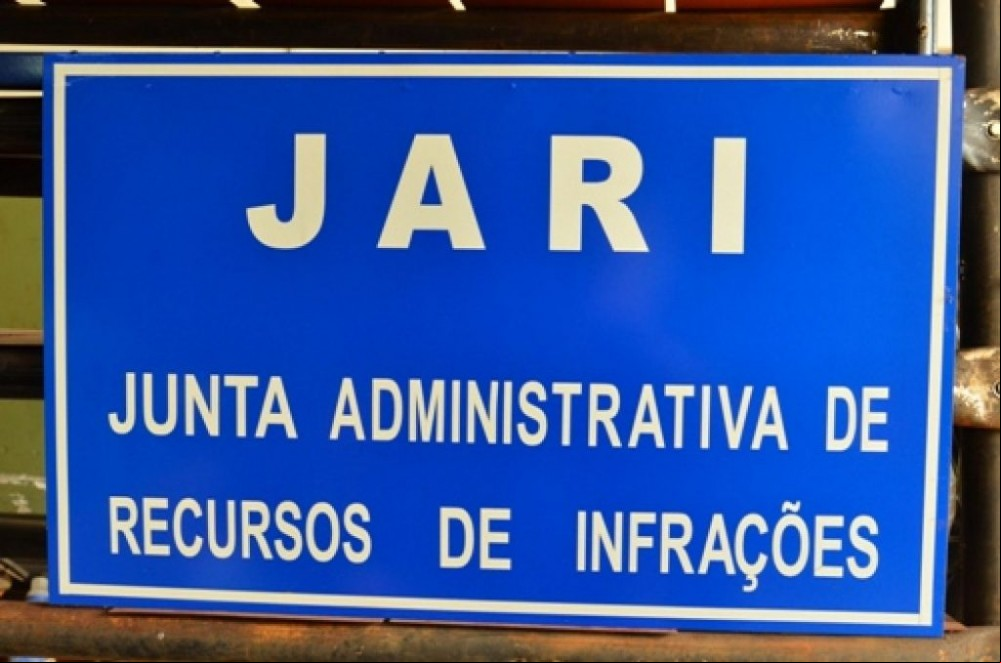 JARI
JUNTA ADMINISTRATIVA DE
RECURSOS DE INFRAÇÕES